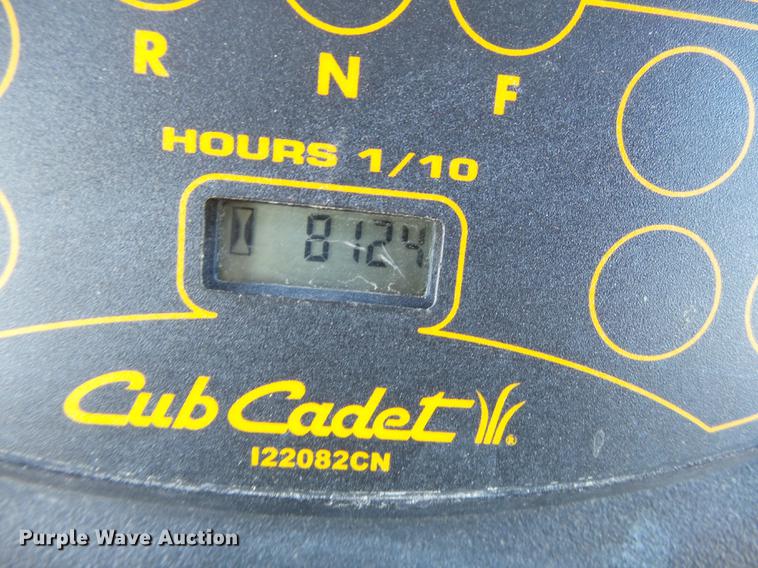 R N F
HOURS 1/10
8124
Cub Cadet ®
I22082CN
Purple Wave Auction